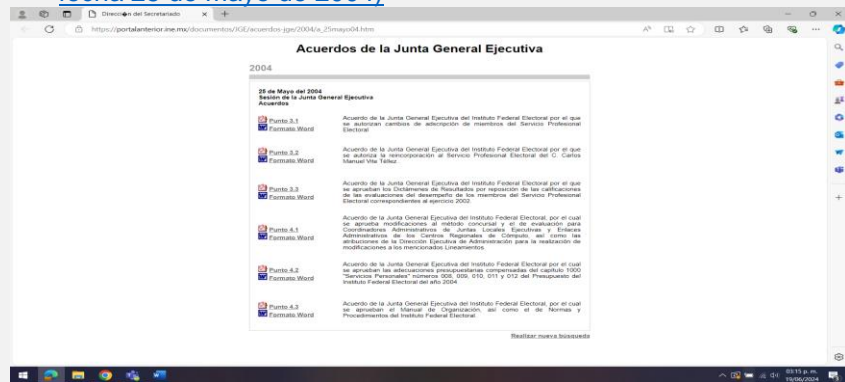 fecha 25 de mayo de 2004)
Dirección del Secretariado
https://portalanterior.ine.mx/documentos/JGE/acuerdos-jge/2004/a_25mayo04.htm
Acuerdos de la Junta General Ejecutiva
2004
25 de Mayo del 2004
Sesión de la Junta General Ejecutiva
Acuerdos
Punto 3.1
Formato Word
Acuerdo de la Junta General Ejecutiva del Instituto Federal Electoral por el que
se autorizan cambios de adscripción de miembros del Servicio Profesional
Electoral
Punto 3.2
Formato Word
Acuerdo de la Junta General Ejecutiva del Instituto Federal Electoral por el que
se autoriza la reincorporación al Servicio Profesional Electoral del C. Carlos
Manuel Vite Téllez
Punto 3.3
Formato Word
Acuerdo de la Junta General Ejecutiva del Instituto Federal Electoral por el que
se aprueban los Dictámenes de Resultados por reposición de las calificaciones
de las evaluaciones del desempeño de los miembros del Servicio Profesional
Electoral correspondientes al ejercicio 2002.
Punto 4.1
Formato Word
Acuerdo de la Junta General Ejecutiva del Instituto Federal Electoral, por el cual
se aprueba modificaciones al método concursal y el de evaluación para
Coordinadores Administrativos de Juntas Locales Ejecutivas y Enlaces
Administrativos de los Centros Regionales de Cómputo, así como las
atribuciones de la Dirección Ejecutiva de Administración para la realización de
modificaciones a los mencionados Lineamientos.
Punto 4.2
Formato Word
Acuerdo de la Junta General Ejecutiva del Instituto Federal Electoral por el cual
se aprueban las adecuaciones presupuestarias compensadas del capítulo 1000
"Servicios Personales" números 008, 009, 010, 011 y 012 del Presupuesto del
Instituto Federal Electoral del año 2004
Punto 4.3
Formato Word
Acuerdo de la Junta General Ejecutiva del Instituto Federal Electoral, por el cual
se aprueban el Manual de Organización, así como el de Normas y
Procedimientos del Instituto Federal Electoral.
Realizar nueva búsqueda
03:15 p. m.
19/06/2024